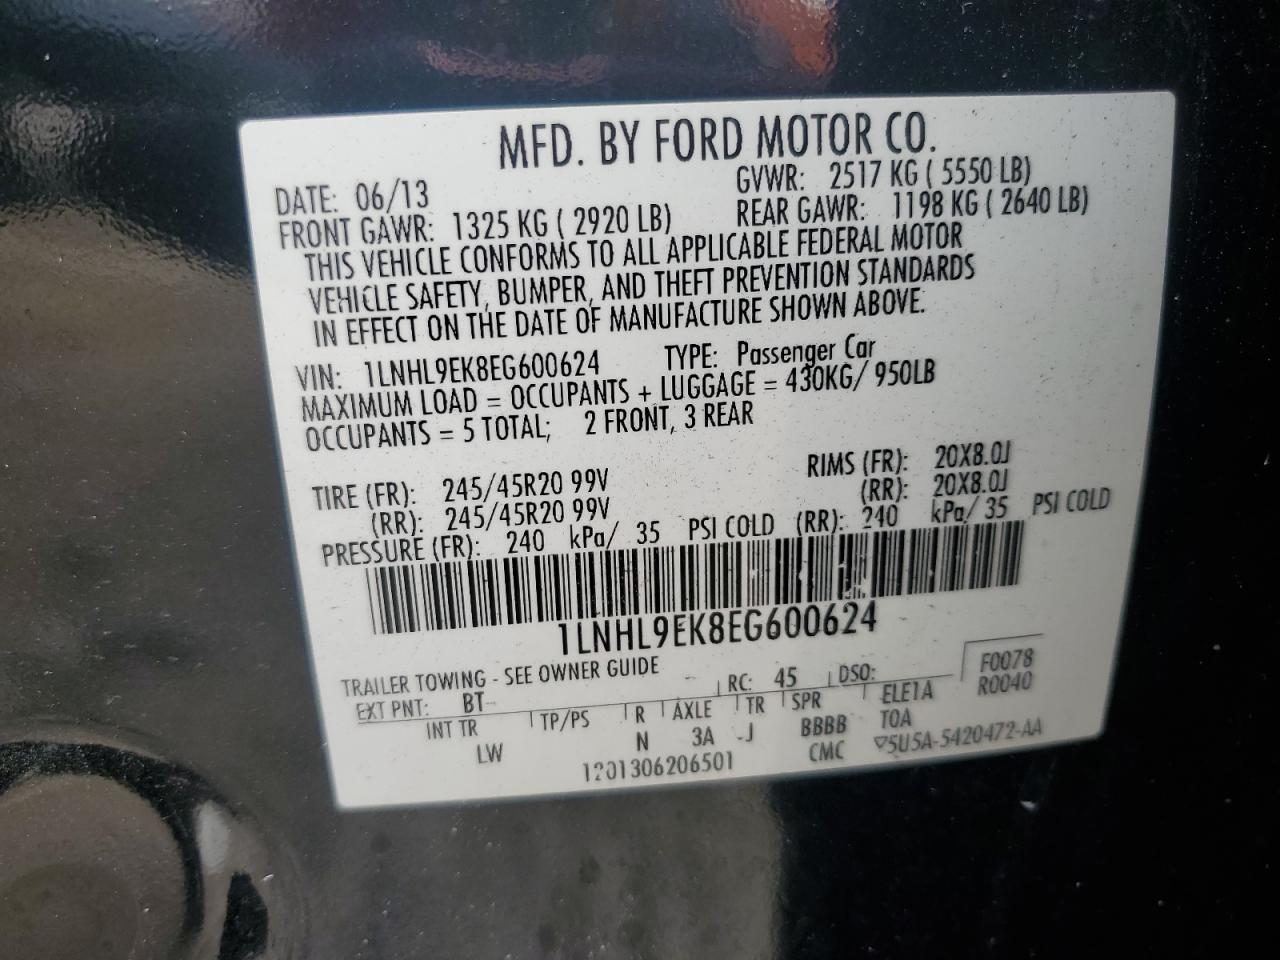 MFD. BY FORD MOTOR CO.
DATE: 06/13 GVWR: 2517 KG ( 5550 LB)
FRONT GAWR: 1325 KG ( 2920 LB) REAR GAWR: 1198 KG ( 2640 LB)
THIS VEHICLE CONFORMS TO ALL APPLICABLE FEDERAL MOTOR
VEHICLE SAFETY, BUMPER, AND THEFT PREVENTION STANDARDS
IN EFFECT ON THE DATE OF MANUFACTURE SHOWN ABOVE.
VIN: 1LNHL9EK8EG600624 TYPE: Passenger Car
MAXIMUM LOAD = OCCUPANTS + LUGGAGE = 430KG/ 950LB
OCCUPANTS = 5 TOTAL; 2 FRONT, 3 REAR
TIRE (FR): 245/45R20 99V RIMS (FR): 20X8.0J
(RR): 245/45R20 99V (RR): 20X8.0J
PRESSURE (FR): 240 kPa/ 35 PSI COLD (RR): 240 kPa/ 35 PSI COLD
1LNHL9EK8EG600624
TRAILER TOWING - SEE OWNER GUIDE F0078
EXT PNT: BT RC: 45 DSO: R0040
INT TR TP/PS R AXLE TR SPR ELE1A
LW N 3A J BBBB TOA
1201306206501 CMC ▽5U5A-5420472-AA